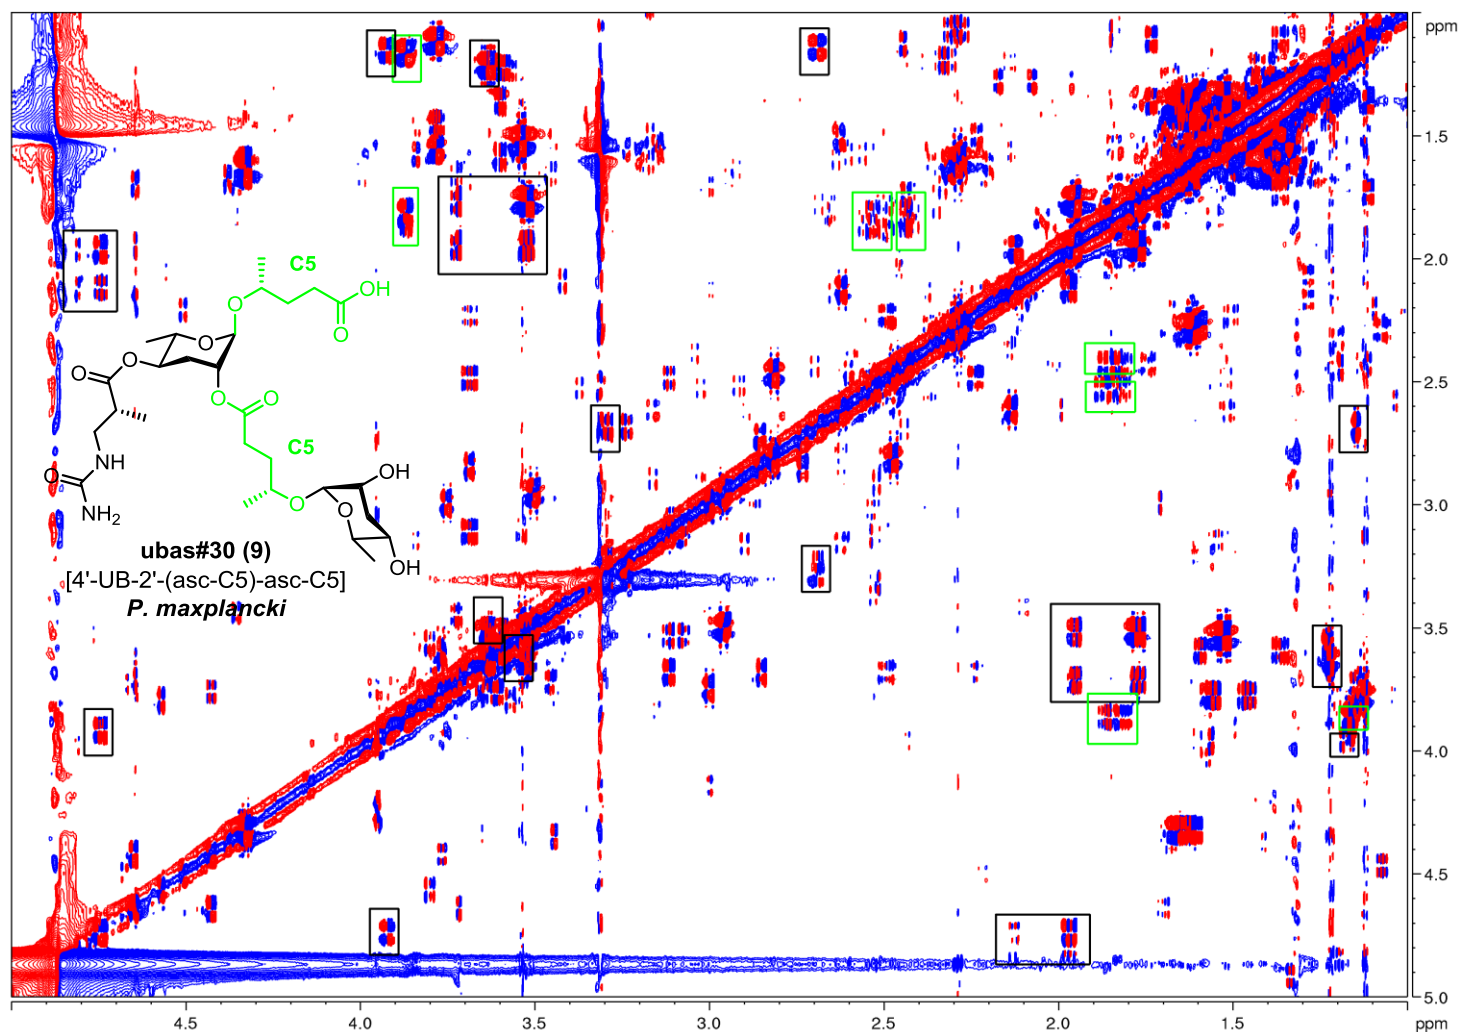 ppm
1.5
2.0
2.5
3.0
3.5
4.0
4.5
5.0
C5
O
OH
O
O
O
O
O
O
C5
NH
O
NH2
O
O
OH
OH
ubas#30 (9)
[4'-UB-2'-(asc-C5)-asc-C5]
P. maxplancki
4.5
4.0
3.5
3.0
2.5
2.0
1.5
ppm